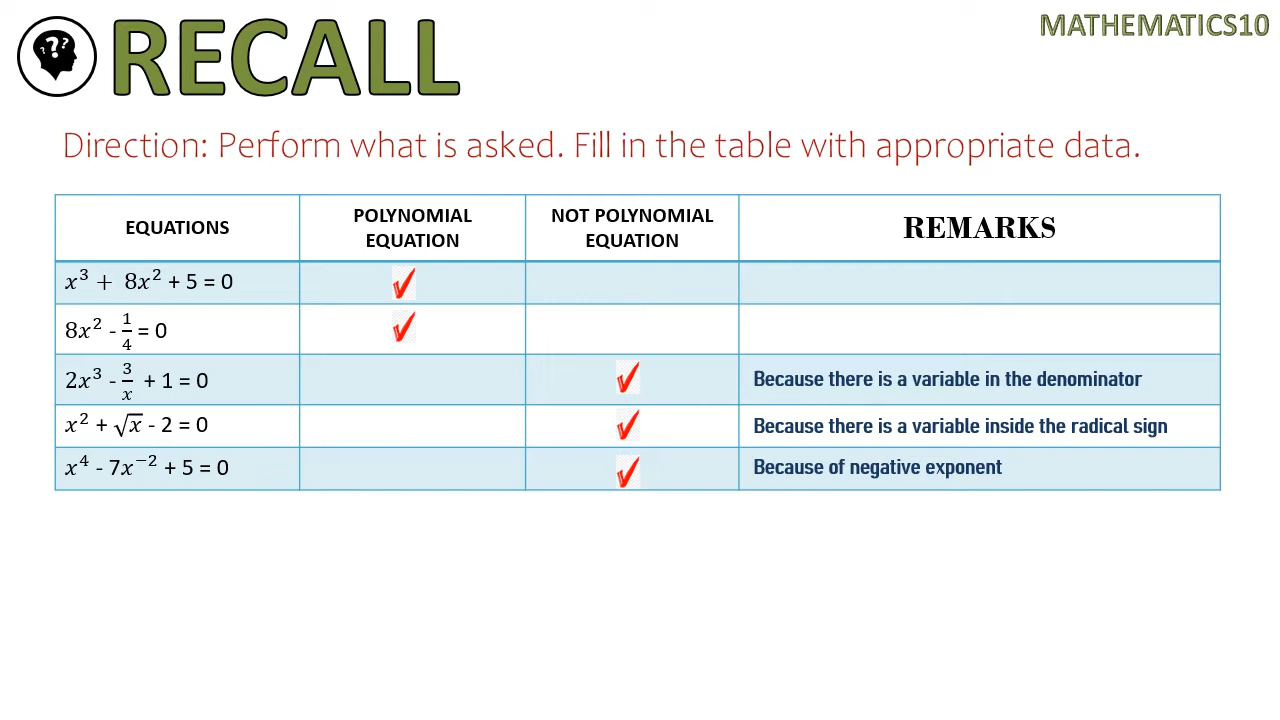 ??
?
RECALL
MATHEMATICS10
Direction: Perform what is asked. Fill in the table with appropriate data.
EQUATIONS
POLYNOMIAL
EQUATION
NOT POLYNOMIAL
EQUATION
REMARKS
x³ + 8x² + 5 = 0
8x² - 1/4 = 0
2x³ - 3/x + 1 = 0
Because there is a variable in the denominator
x² + √x - 2 = 0
Because there is a variable inside the radical sign
x⁴ - 7x⁻² + 5 = 0
Because of negative exponent